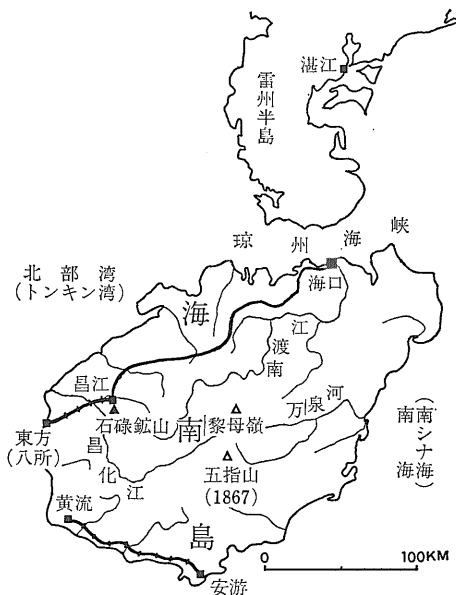 湛江
雷州半島
琼州海峡
北部湾
(トンキン湾)
海口
海南島
南渡江
昌江
石碌鉱山
黎母嶺
万泉河
東方
(八所)
昌化江
五指山
(1867)
南海
(南シナ海)
黄流
安游
0 100KM